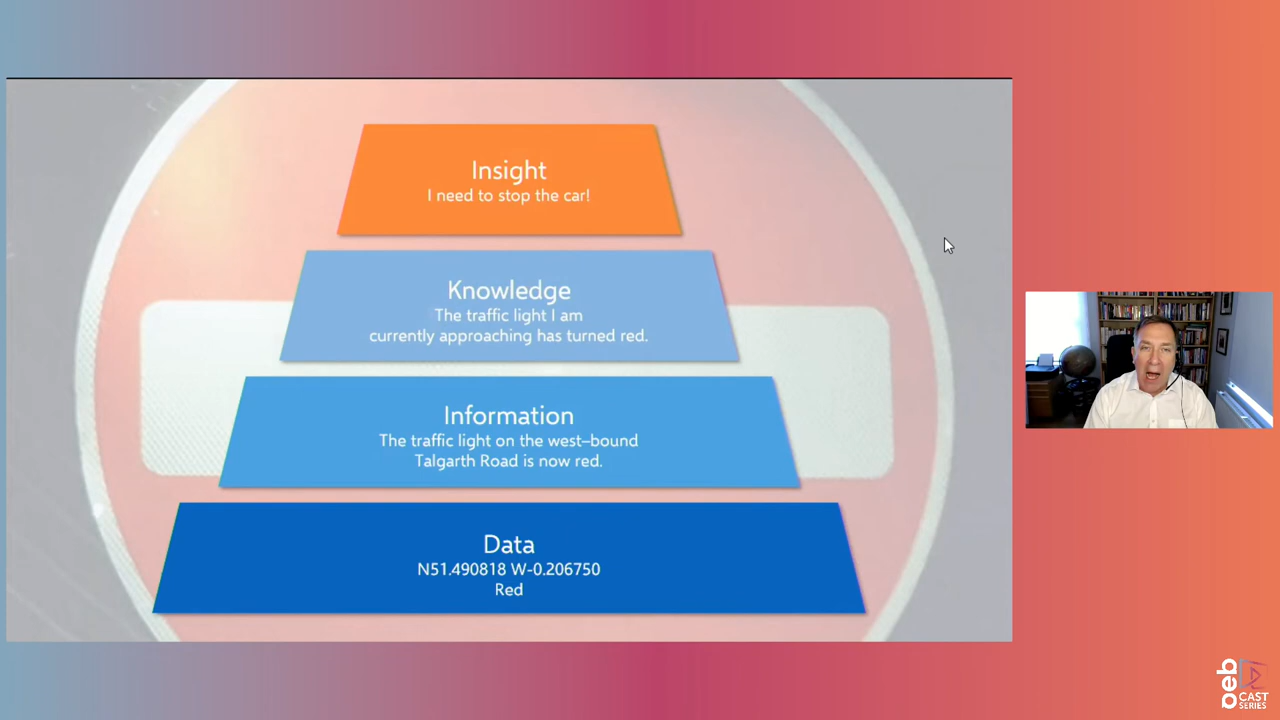 Insight
I need to stop the car!
Knowledge
The traffic light I am
currently approaching has turned red.
Information
The traffic light on the west–bound
Talgarth Road is now red.
Data
N51.490818 W-0.206750
Red
oeb
CAST
SERIES